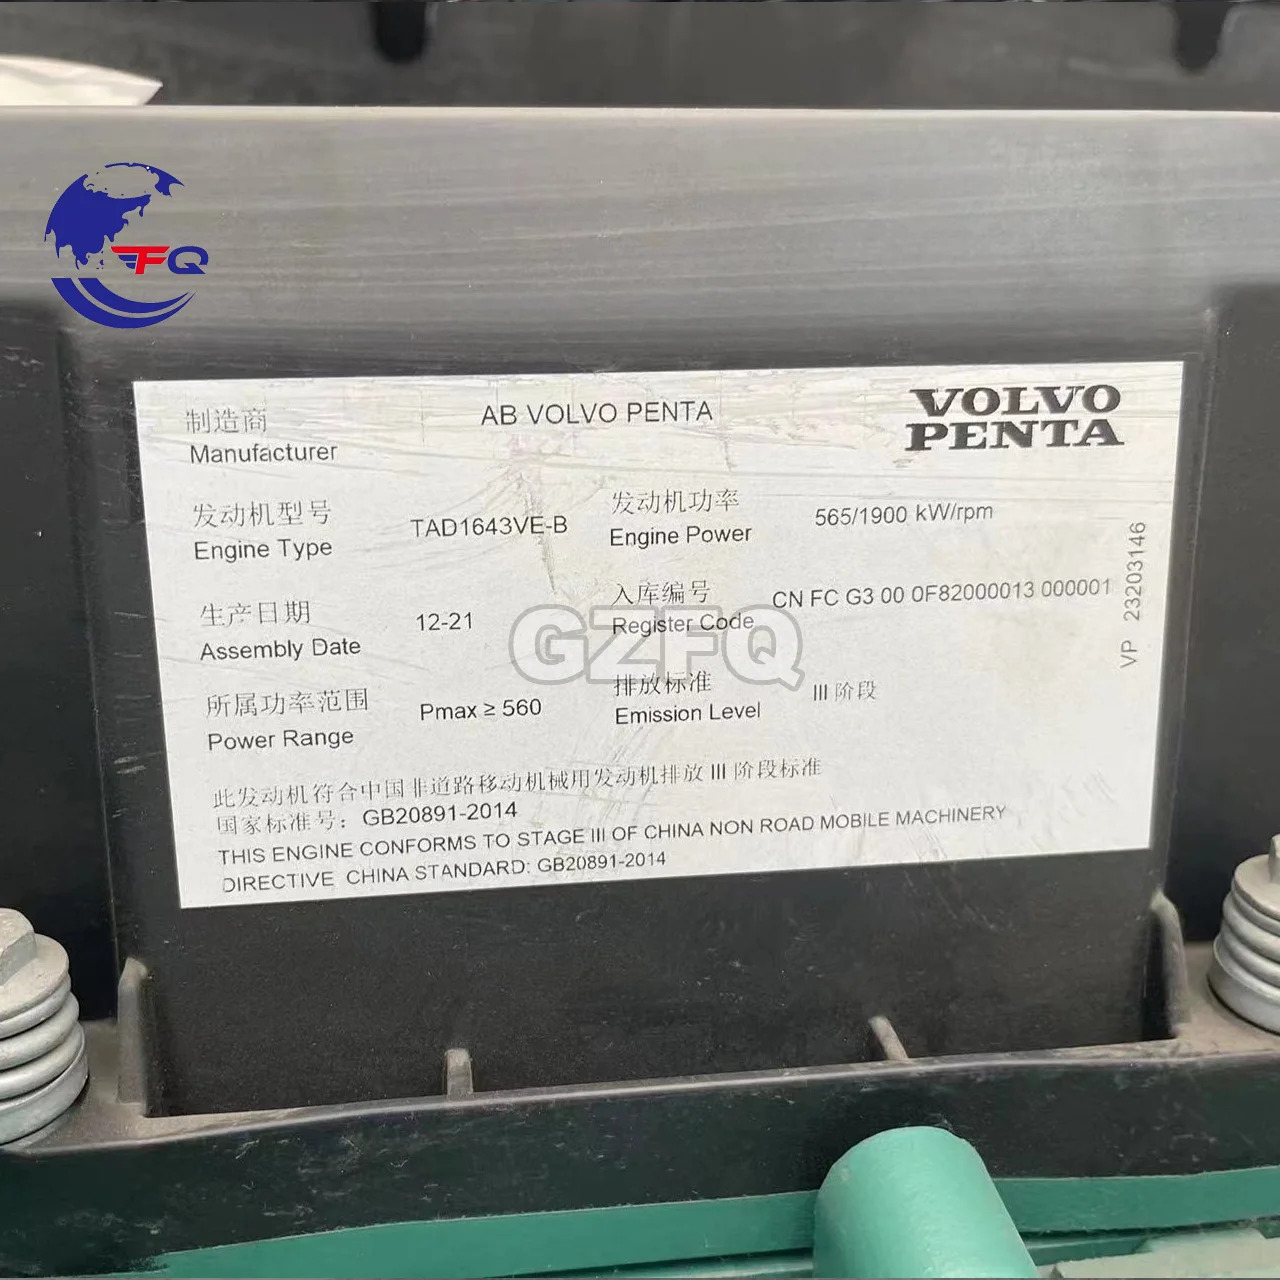 FQ
制造商
Manufacturer
AB VOLVO PENTA
VOLVO
PENTA
发动机型号
Engine Type
TAD1643VE-B
发动机功率
Engine Power
565/1900 kW/rpm
生产日期
Assembly Date
12-21
入库编号
Register Code
CN FC G3 00 0F82000013 000001
VP 23203146
GZFQ
所属功率范围
Power Range
Pmax ≥ 560
排放标准
Emission Level
III 阶段
此发动机符合中国非道路移动机械用发动机排放 III 阶段标准
国家标准号：GB20891-2014
THIS ENGINE CONFORMS TO STAGE III OF CHINA NON ROAD MOBILE MACHINERY
DIRECTIVE CHINA STANDARD: GB20891-2014